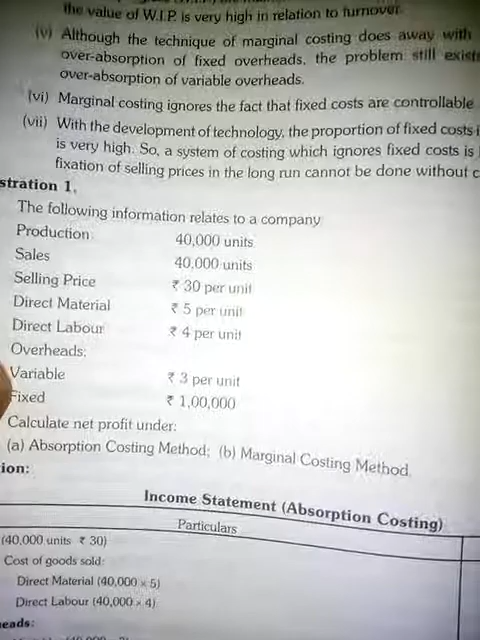 the value of W.I.P. is very high in relation to turnover.
(v) Although the technique of marginal costing does away with
over-absorption of fixed overheads, the problem still exists
over-absorption of variable overheads.
(vi) Marginal costing ignores the fact that fixed costs are controllable
(vii) With the development of technology, the proportion of fixed costs i
is very high. So, a system of costing which ignores fixed costs is
fixation of selling prices in the long run cannot be done without c
stration 1.
The following information relates to a company
Production 40,000 units
Sales 40,000 units
Selling Price ₹ 30 per unit
Direct Material ₹ 5 per unit
Direct Labour ₹ 4 per unit
Overheads:
Variable ₹ 3 per unit
Fixed ₹ 1,00,000
Calculate net profit under:
(a) Absorption Costing Method; (b) Marginal Costing Method.
ion:
Income Statement (Absorption Costing)
Particulars
(40,000 units ₹ 30)
Cost of goods sold:
Direct Material (40,000 × 5)
Direct Labour (40,000 × 4)
eads: